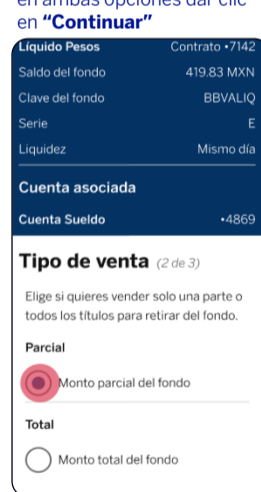 en ambas opciones dar clic
en “Continuar”
Líquido Pesos Contrato •7142
Saldo del fondo 419.83 MXN
Clave del fondo BBVALIQ
Serie E
Liquidez Mismo día
Cuenta asociada
Cuenta Sueldo •4869
Tipo de venta (2 de 3)
Elige si quieres vender solo una parte o
todos los títulos para retirar del fondo.
Parcial
Monto parcial del fondo
Total
Monto total del fondo